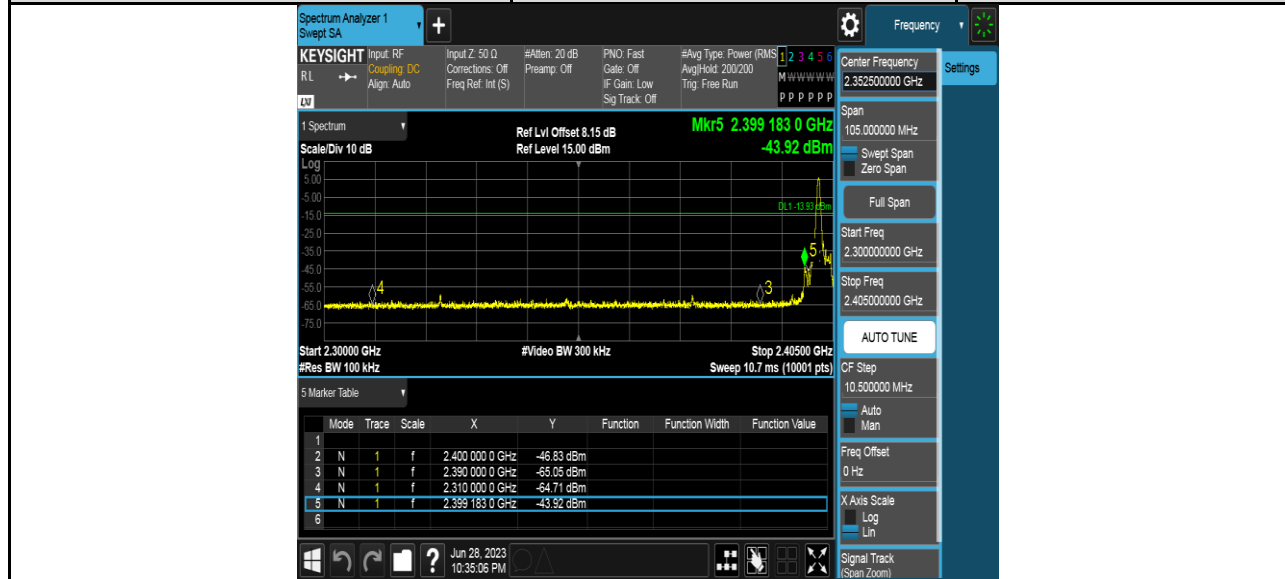 Spectrum Analyzer 1
Swept SA
+
Frequency
KEYSIGHT
RL
LXI
Input: RF
Coupling: DC
Align: Auto
Input Z: 50 Ω
Corrections: Off
Freq Ref: Int (S)
#Atten: 20 dB
Preamp: Off
PNO: Fast
Gate: Off
IF Gain: Low
Sig Track: Off
#Avg Type: Power (RMS
Avg|Hold: 200/200
Trig: Free Run
1 2 3 4 5 6
M W W W W W
P P P P P P
1 Spectrum
Scale/Div 10 dB
Ref Lvl Offset 8.15 dB
Ref Level 15.00 dBm
Mkr5 2.399 183 0 GHz
-43.92 dBm
Log
5.00
-5.00
-15.0
-25.0
-35.0
-45.0
-55.0
-65.0
-75.0
DL1 -13.93 dBm
5
4
3
Start 2.30000 GHz
#Video BW 300 kHz
Stop 2.40500 GHz
#Res BW 100 kHz
Sweep 10.7 ms (10001 pts)
5 Marker Table
Mode Trace Scale X Y Function Function Width Function Value
1
2 N 1 f 2.400 000 0 GHz -46.83 dBm
3 N 1 f 2.390 000 0 GHz -65.05 dBm
4 N 1 f 2.310 000 0 GHz -64.71 dBm
5 N 1 f 2.399 183 0 GHz -43.92 dBm
6
Jun 28, 2023
10:35:06 PM
?
Center Frequency
2.352500000 GHz
Settings
Span
105.000000 MHz
Swept Span
Zero Span
Full Span
Start Freq
2.300000000 GHz
Stop Freq
2.405000000 GHz
AUTO TUNE
CF Step
10.500000 MHz
Auto
Man
Freq Offset
0 Hz
X Axis Scale
Log
Lin
Signal Track
(Span Zoom)